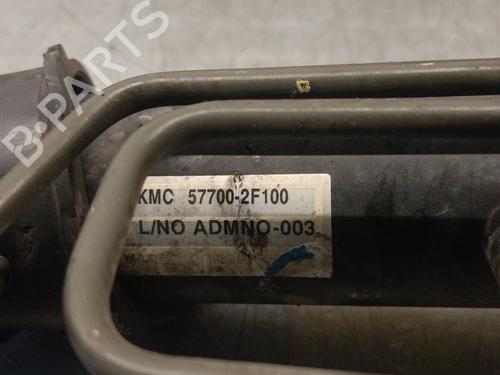 B-PARTS
KMC 57700-2F100
L/NO ADMNO-003